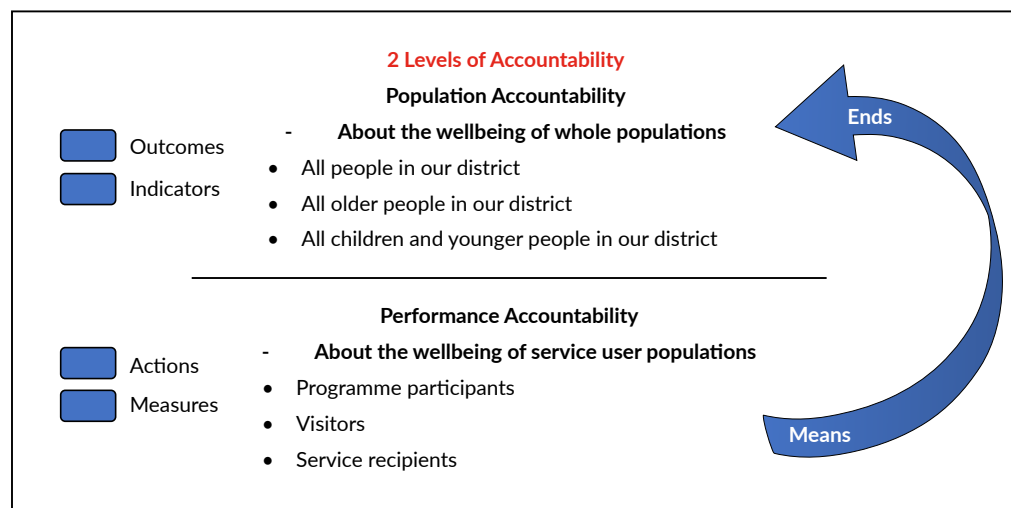 2 Levels of Accountability
Population Accountability
- About the wellbeing of whole populations
Outcomes
Indicators
• All people in our district
• All older people in our district
• All children and younger people in our district
Ends
Performance Accountability
- About the wellbeing of service user populations
Actions
Measures
• Programme participants
• Visitors
• Service recipients
Means